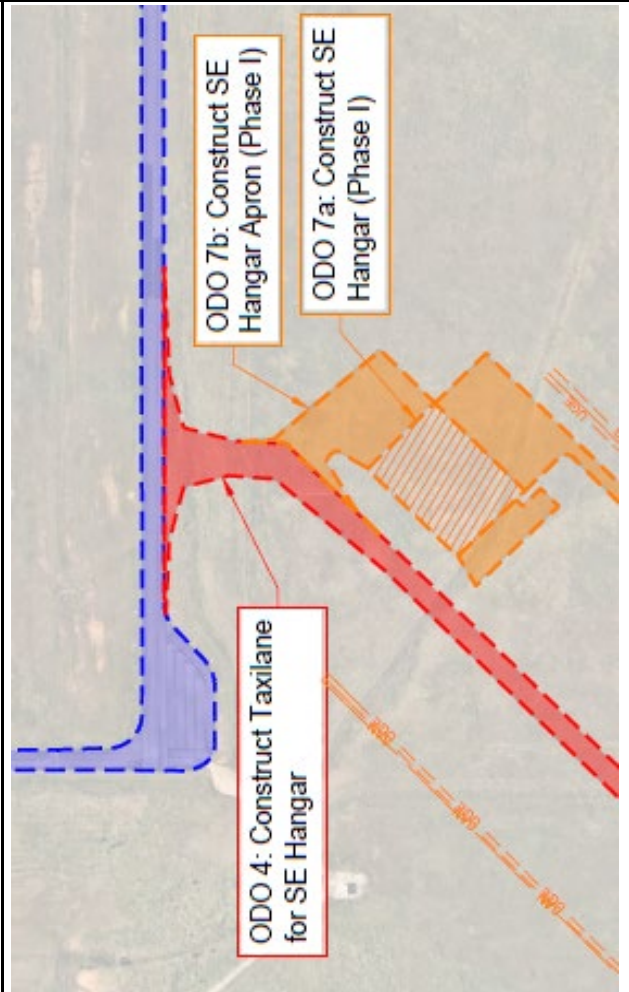 ODO 7b: Construct SE
Hangar Apron (Phase I)
ODO 7a: Construct SE
Hangar (Phase I)
ODO 4: Construct Taxilane
for SE Hangar
UGE